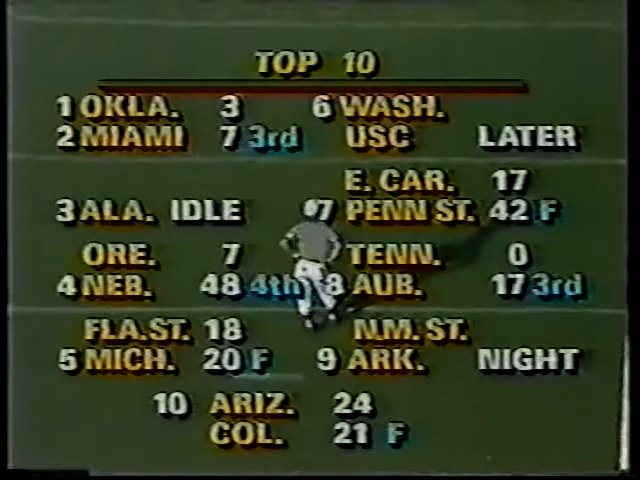 TOP 10
1 OKLA. 3
2 MIAMI 7 3rd
6 WASH.
USC LATER
3 ALA. IDLE
E. CAR. 17
7 PENN ST. 42 F
ORE. 7
4 NEB. 48 4th
TENN. 0
8 AUB. 17 3rd
FLA.ST. 18
5 MICH. 20 F
N.M. ST.
9 ARK. NIGHT
10 ARIZ. 24
COL. 21 F